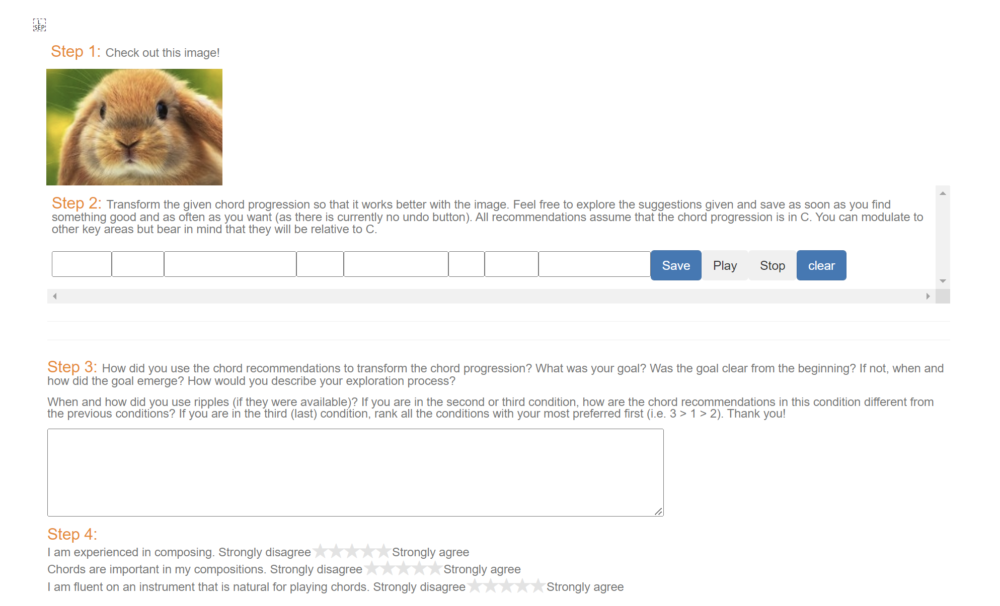 L
SEP
Step 1: Check out this image!
Step 2: Transform the given chord progression so that it works better with the image. Feel free to explore the suggestions given and save as soon as you find
something good and as often as you want (as there is currently no undo button). All recommendations assume that the chord progression is in C. You can modulate to
other key areas but bear in mind that they will be relative to C.
Save Play Stop clear
Step 3: How did you use the chord recommendations to transform the chord progression? What was your goal? Was the goal clear from the beginning? If not, when and
how did the goal emerge? How would you describe your exploration process?
When and how did you use ripples (if they were available)? If you are in the second or third condition, how are the chord recommendations in this condition different from
the previous conditions? If you are in the third (last) condition, rank all the conditions with your most preferred first (i.e. 3 > 1 > 2). Thank you!
Step 4:
I am experienced in composing. Strongly disagree Strongly agree
Chords are important in my compositions. Strongly disagree Strongly agree
I am fluent on an instrument that is natural for playing chords. Strongly disagree Strongly agree